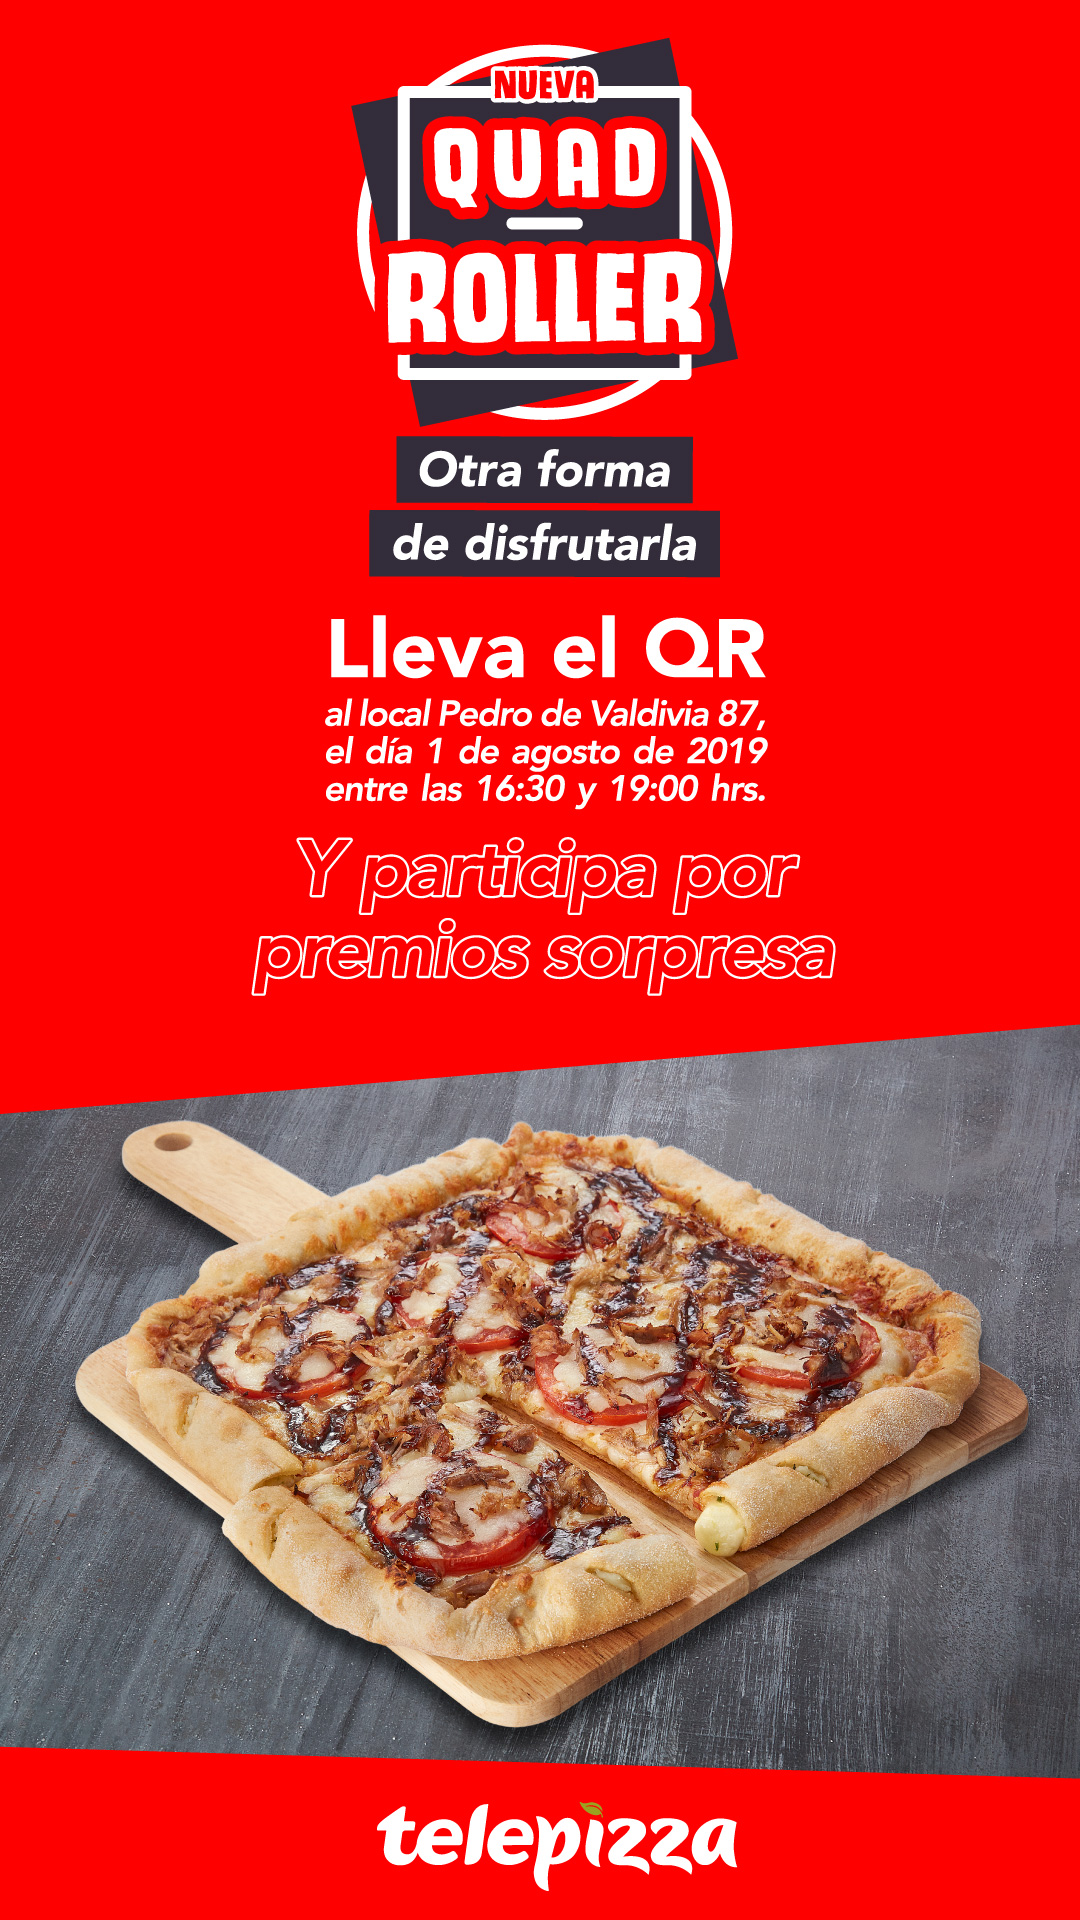 NUEVA
QUAD
ROLLER
Otra forma
de disfrutarla
Lleva el QR
al local Pedro de Valdivia 87,
el día 1 de agosto de 2019
entre las 16:30 y 19:00 hrs.
Y participa por
premios sorpresa
telepizza